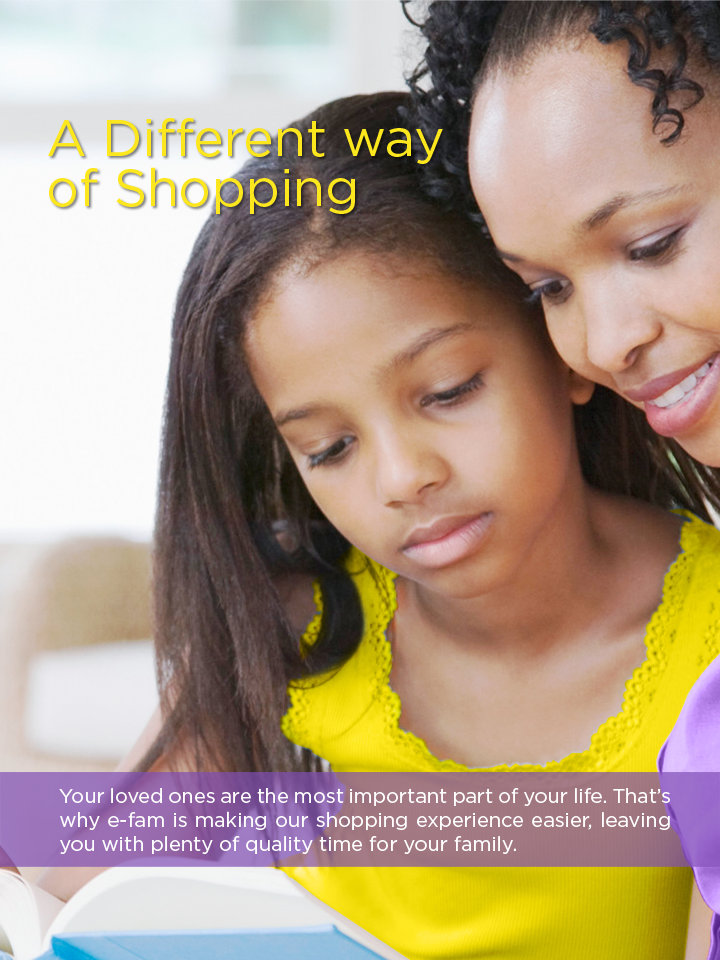 A Different way
of Shopping
Your loved ones are the most important part of your life. That's
why e-fam is making our shopping experience easier, leaving
you with plenty of quality time for your family.